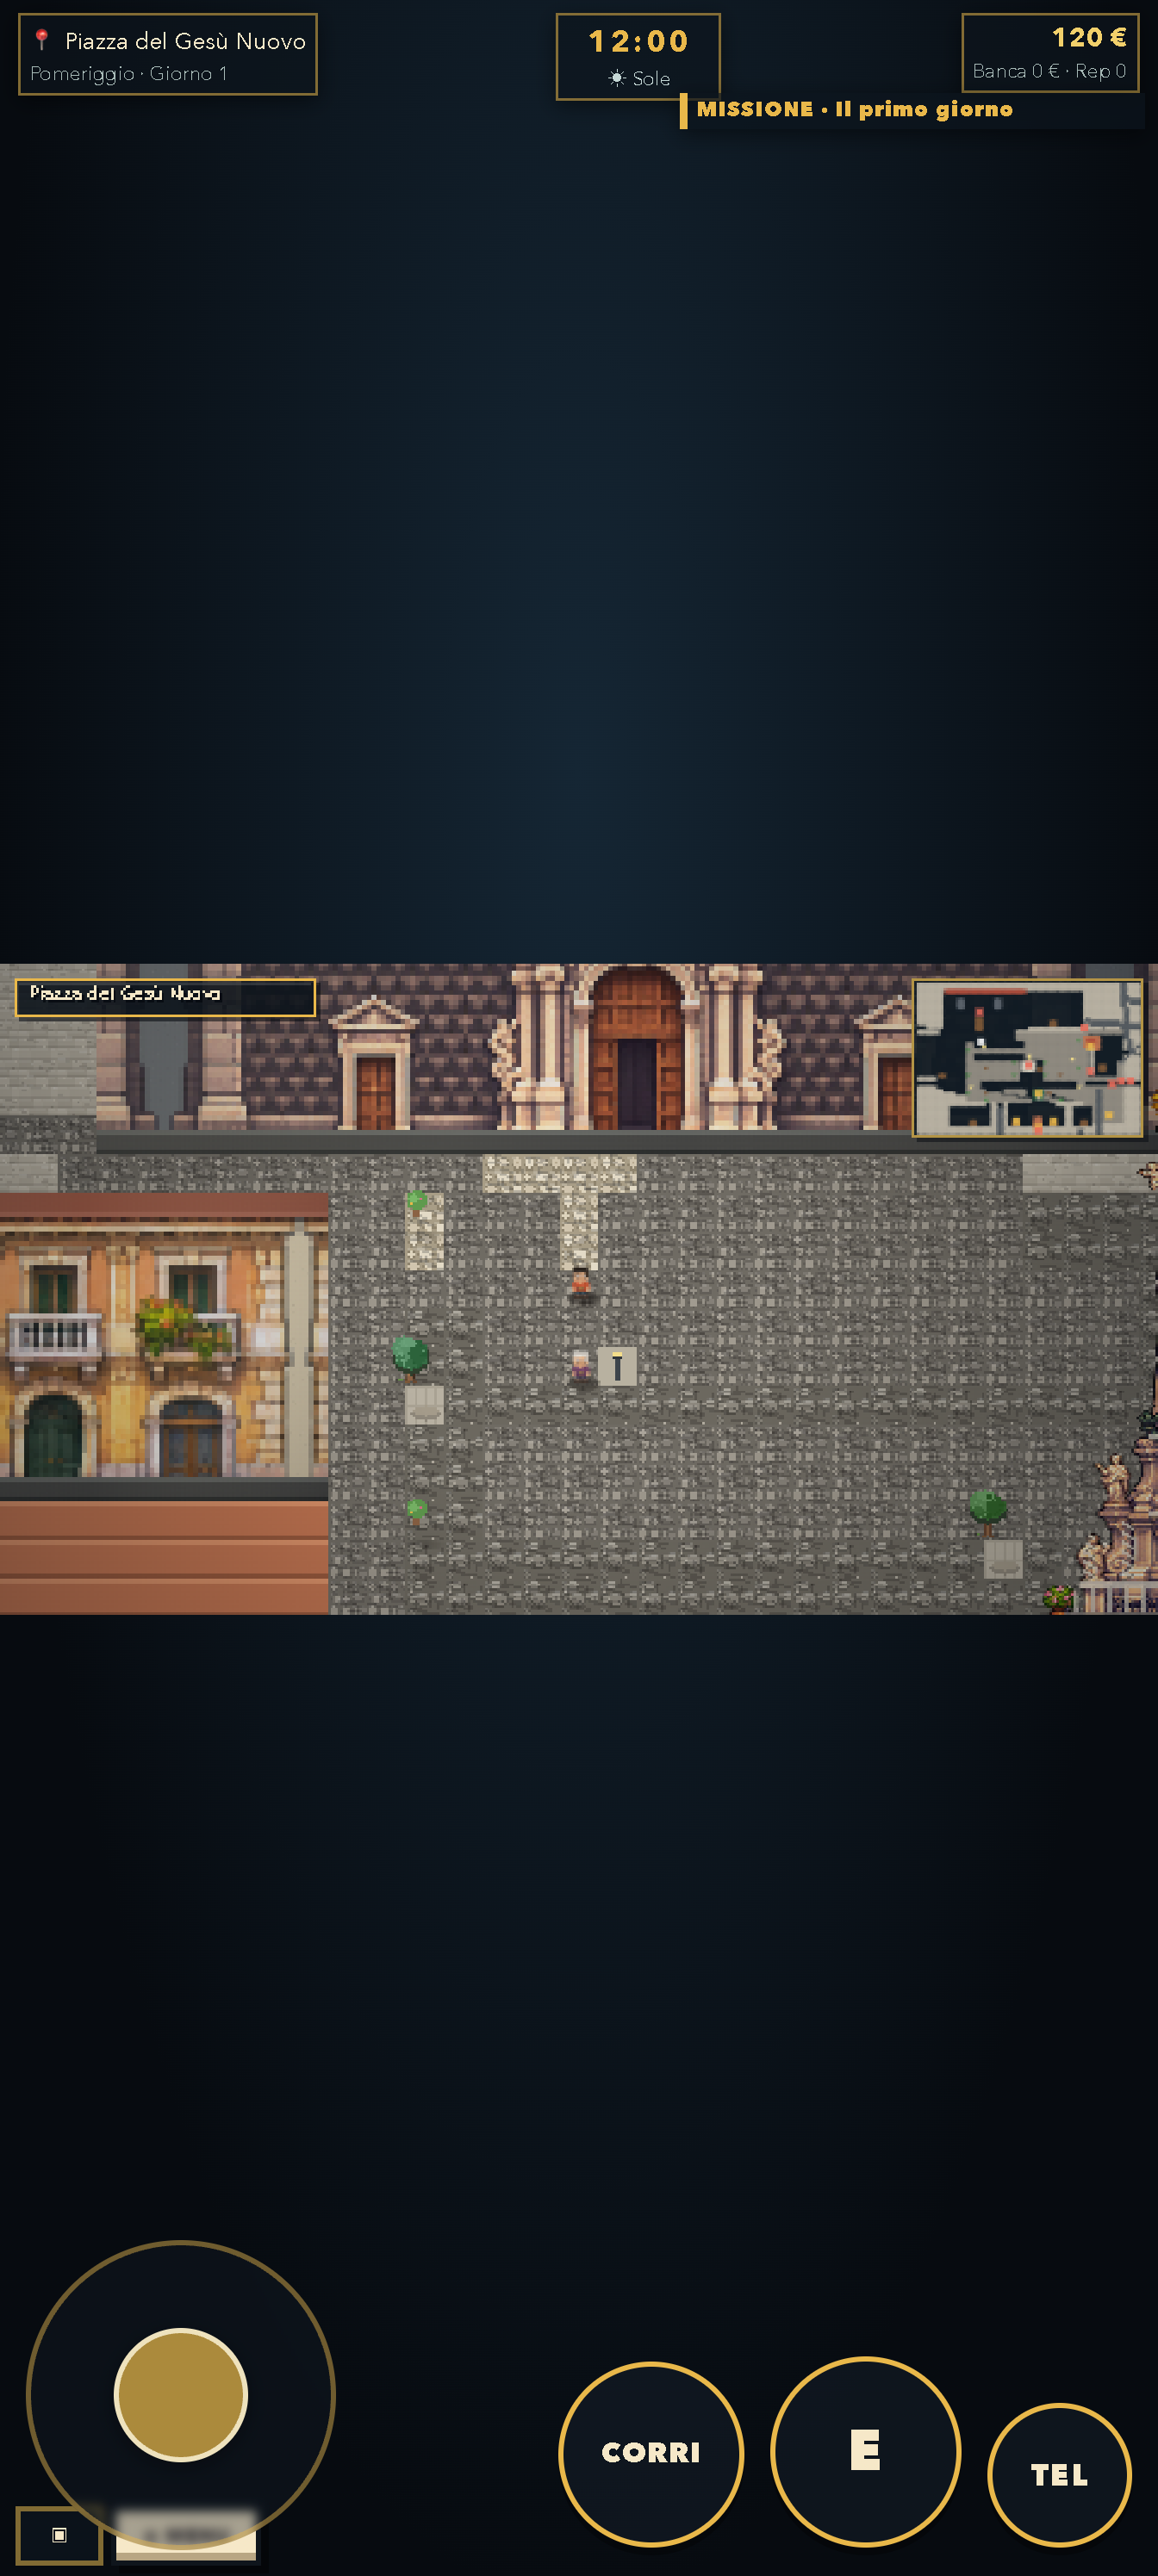 Piazza del Gesù Nuovo
Pomeriggio · Giorno 1
12:00
☀ Sole
120 €
Banca 0 € · Rep 0
MISSIONE · Il primo giorno
Piazza del Gesù Nuovo
CORRI
E
TEL